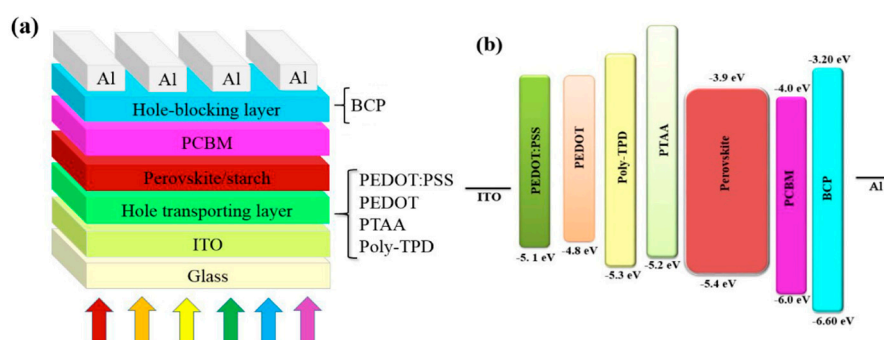 (a)
Al Al Al Al
Hole-blocking layer
BCP
PCBM
Perovskite/starch
Hole transporting layer
PEDOT:PSS
PEDOT
PTAA
Poly-TPD
ITO
Glass
(b)
ITO
PEDOT:PSS
-5. 1 eV
PEDOT
-4.8 eV
Poly-TPD
-5.3 eV
PTAA
-5.2 eV
-3.9 eV
Perovskite
-5.4 eV
-4.0 eV
PCBM
-6.0 eV
-3.20 eV
BCP
-6.60 eV
Al